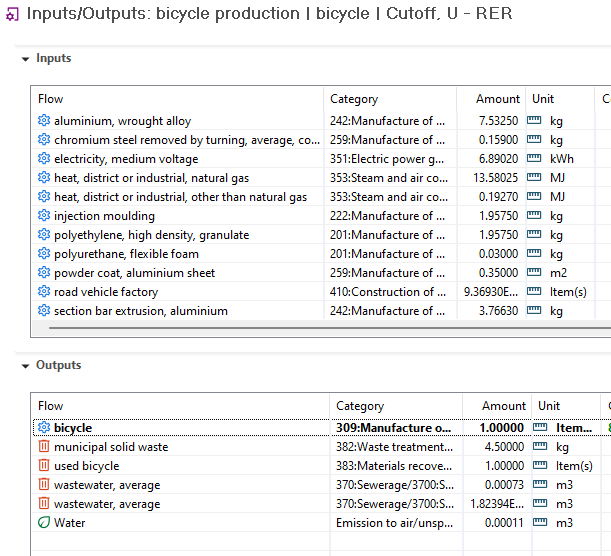 Inputs/Outputs: bicycle production | bicycle | Cutoff, U - RER
Inputs
Flow Category Amount Unit C
aluminium, wrought alloy 242:Manufacture of ... 7.53250 kg
chromium steel removed by turning, average, co... 259:Manufacture of ... 0.15900 kg
electricity, medium voltage 351:Electric power g... 6.89020 kWh
heat, district or industrial, natural gas 353:Steam and air co... 13.58025 MJ
heat, district or industrial, other than natural gas 353:Steam and air co... 0.19270 MJ
injection moulding 222:Manufacture of ... 1.95750 kg
polyethylene, high density, granulate 201:Manufacture of ... 1.95750 kg
polyurethane, flexible foam 201:Manufacture of ... 0.03000 kg
powder coat, aluminium sheet 259:Manufacture of ... 0.35000 m2
road vehicle factory 410:Construction of ... 9.36930E... Item(s)
section bar extrusion, aluminium 242:Manufacture of ... 3.76630 kg
Outputs
Flow Category Amount Unit
bicycle 309:Manufacture o... 1.00000 Item...
municipal solid waste 382:Waste treatment... 4.50000 kg
used bicycle 383:Materials recove... 1.00000 Item(s)
wastewater, average 370:Sewerage/3700:S... 0.00073 m3
wastewater, average 370:Sewerage/3700:S... 1.82394E... m3
Water Emission to air/unsp... 0.00011 m3